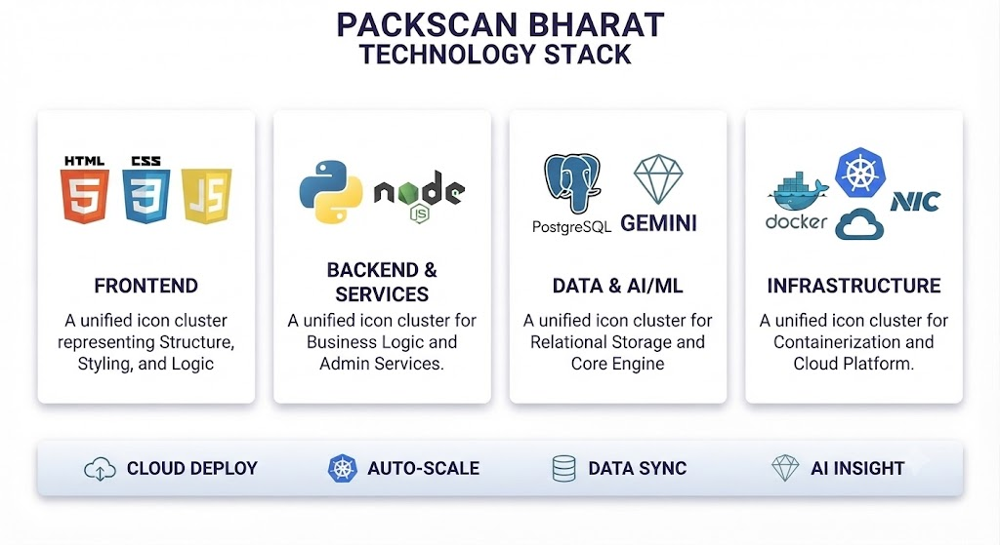 PACKSCAN BHARAT
TECHNOLOGY STACK
HTML
5
CSS
3
JS
FRONTEND
A unified icon cluster
representing Structure,
Styling, and Logic
node
JS
BACKEND &
SERVICES
A unified icon cluster for
Business Logic and
Admin Services.
PostgreSQL
GEMINI
DATA & AI/ML
A unified icon cluster for
Relational Storage and
Core Engine
docker
NIC
INFRASTRUCTURE
A unified icon cluster for
Containerization and
Cloud Platform.
CLOUD DEPLOY
AUTO-SCALE
DATA SYNC
AI INSIGHT